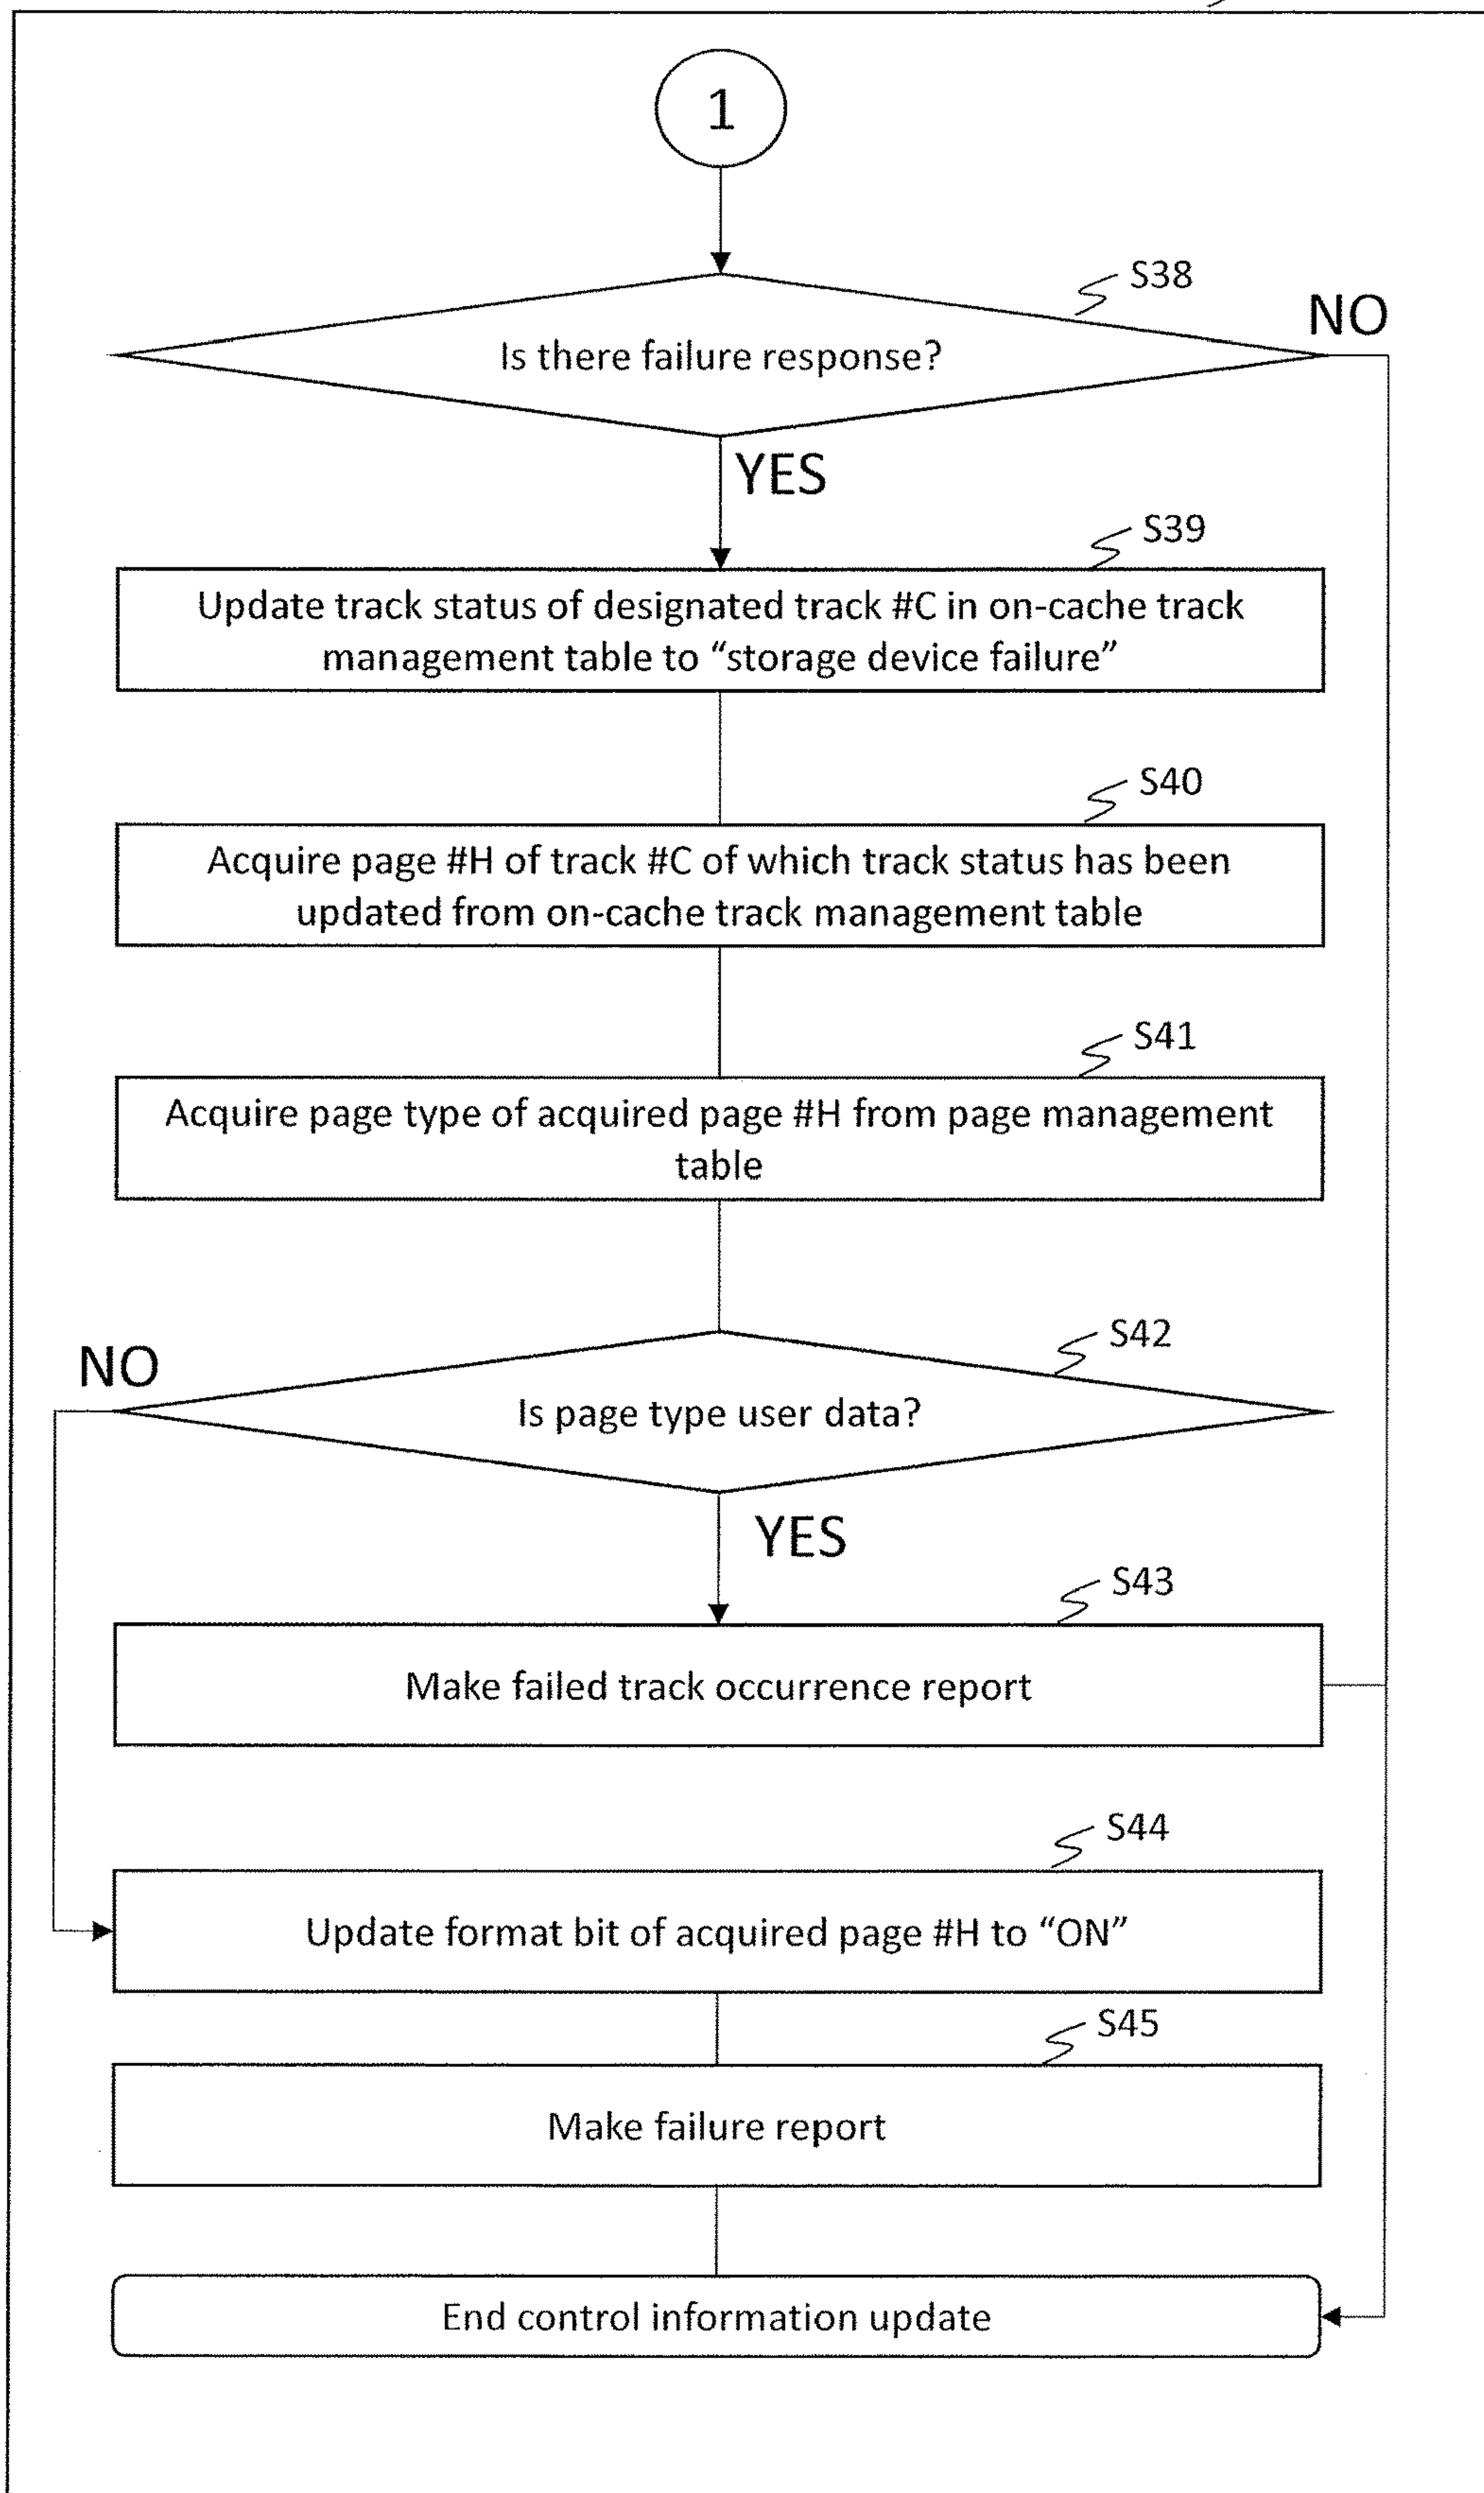 1
S38
NO
Is there failure response?
YES
S39
Update track status of designated track #C in on-cache track
management table to “storage device failure”
S40
Acquire page #H of track #C of which track status has been
updated from on-cache track management table
S41
Acquire page type of acquired page #H from page management
table
S42
NO
Is page type user data?
YES
S43
Make failed track occurrence report
S44
Update format bit of acquired page #H to “ON”
S45
Make failure report
End control information update